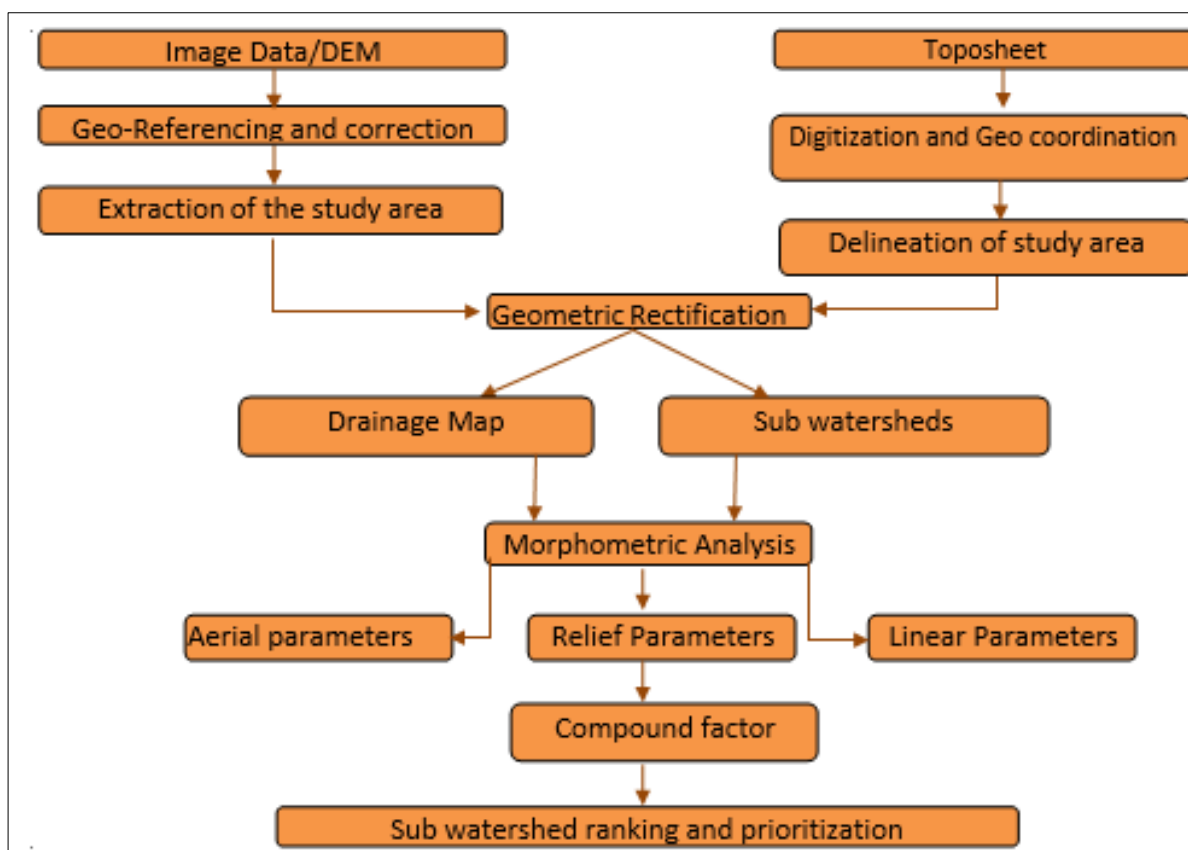 Image Data/DEM
Toposheet
Geo-Referencing and correction
Digitization and Geo coordination
Extraction of the study area
Delineation of study area
Geometric Rectification
Drainage Map
Sub watersheds
Morphometric Analysis
Aerial parameters
Relief Parameters
Linear Parameters
Compound factor
Sub watershed ranking and prioritization